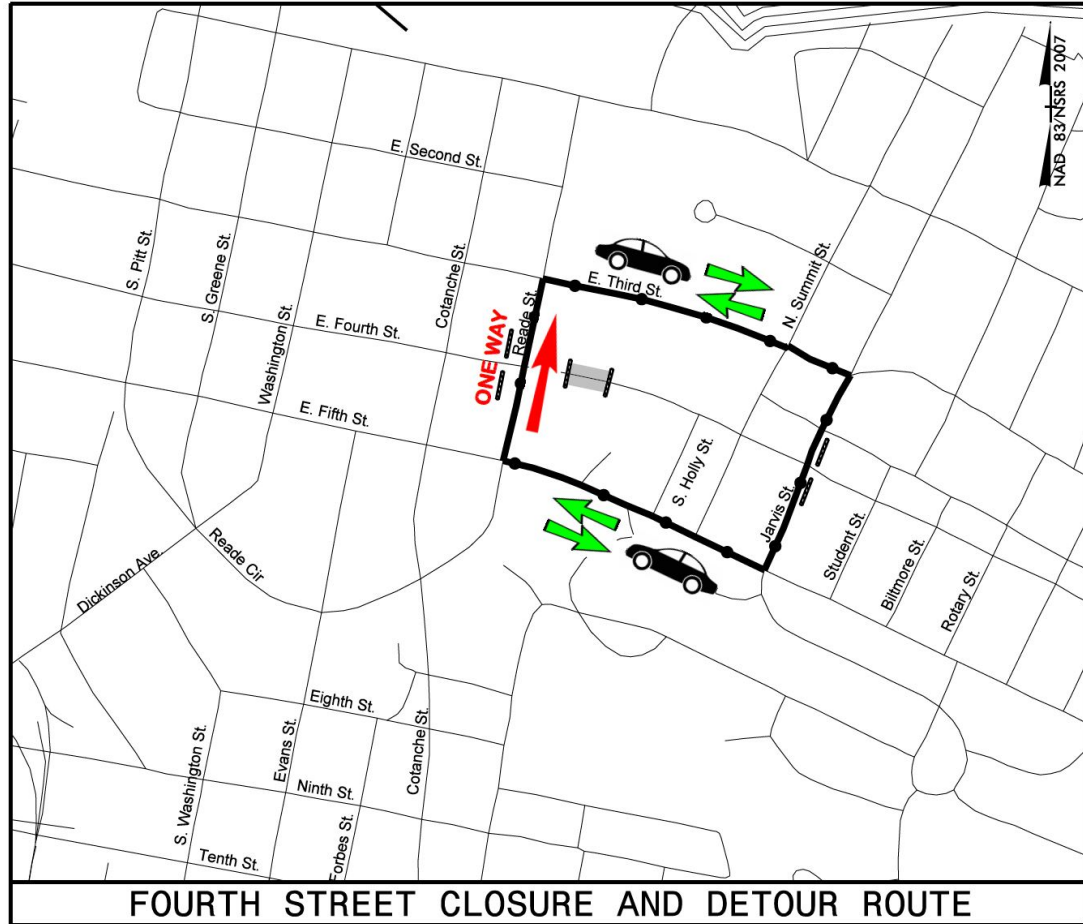 NAD 83/NSRS 2007
E. Second St.
S. Pitt St.
S. Greene St.
Cotanche St.
E. Third St.
N. Summit St.
Washington St.
E. Fourth St.
ONE WAY
Reade St.
E. Fifth St.
S. Holly St.
Jarvis St.
Student St.
Biltmore St.
Rotary St.
Dickinson Ave.
Reade Cir
Eighth St.
S. Washington St.
Evans St.
Cotanche St.
Ninth St.
Forbes St.
Tenth St.
FOURTH STREET CLOSURE AND DETOUR ROUTE